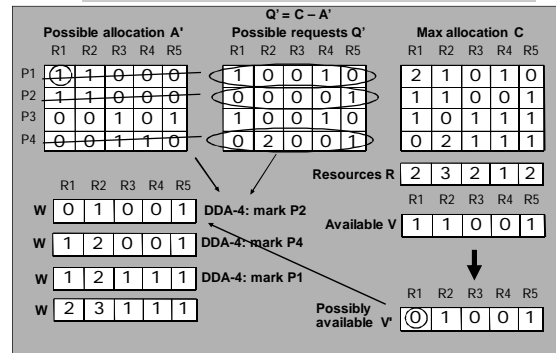 Q' = C – A'
Possible allocation A' Possible requests Q' Max allocation C
R1 R2 R3 R4 R5 R1 R2 R3 R4 R5 R1 R2 R3 R4 R5
P1 1 1 0 0 0 1 0 0 1 0 2 1 0 1 0
P2 1 1 0 0 0 0 0 0 0 1 1 1 0 0 1
P3 0 0 1 0 1 1 0 0 1 0 1 0 1 1 1
P4 0 0 1 1 0 0 2 0 0 1 0 2 1 1 1
Resources R 2 3 2 1 2
R1 R2 R3 R4 R5 R1 R2 R3 R4 R5
W 0 1 0 0 1 DDA-4: mark P2 Available V 1 1 0 0 1
W 1 2 0 0 1 DDA-4: mark P4
W 1 2 1 1 1 DDA-4: mark P1
R1 R2 R3 R4 R5
W 2 3 1 1 1 Possibly available V' 0 1 0 0 1